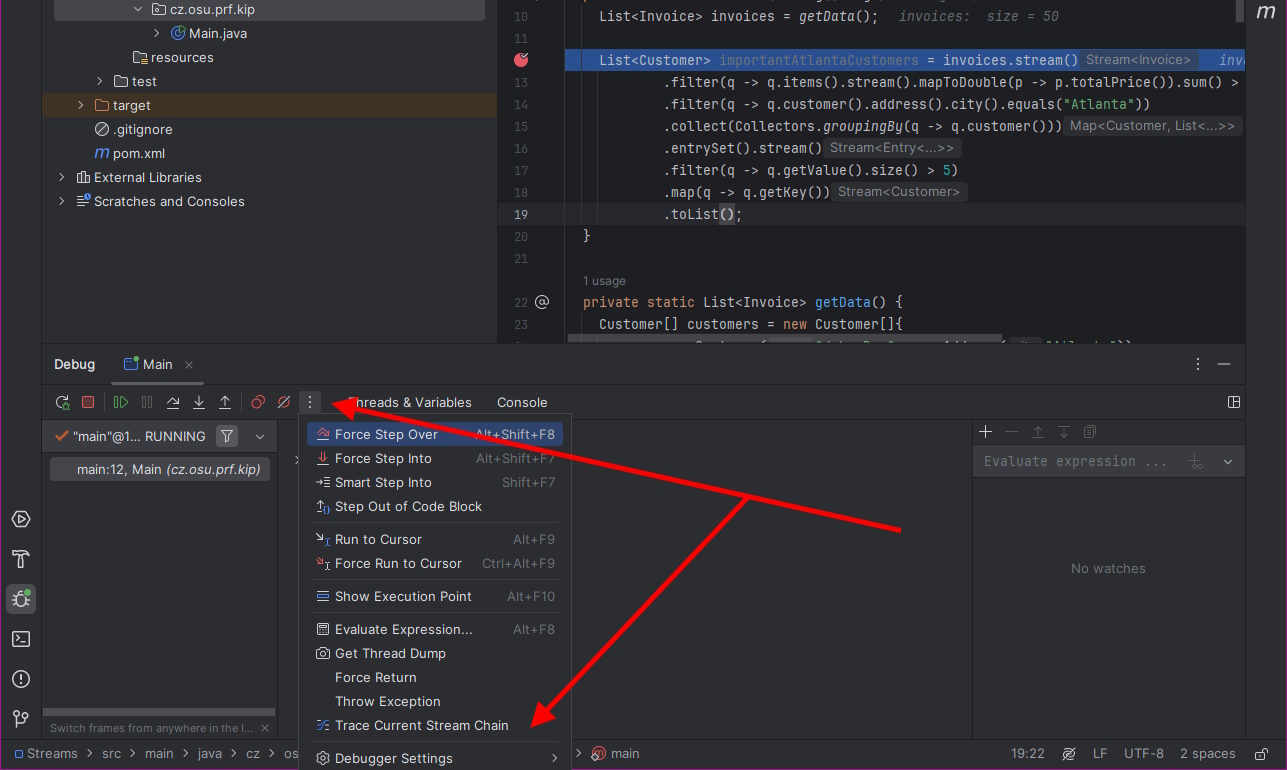 cz.osu.prf.kip
Main.java
resources
test
target
.gitignore
m pom.xml
External Libraries
Scratches and Consoles
10 List<Invoice> invoices = getData(); invoices: size = 50
11
List<Customer> importantAtlantaCustomers = invoices.stream() Stream<Invoice>
13 .filter(q -> q.items().stream().mapToDouble(p -> p.totalPrice()).sum() >
14 .filter(q -> q.customer().address().city().equals("Atlanta"))
15 .collect(Collectors.groupingBy(q -> q.customer())) Map<Customer, List<...>>
16 .entrySet().stream() Stream<Entry<...>>
17 .filter(q -> q.getValue().size() > 5)
18 .map(q -> q.getKey()) Stream<Customer>
19 .toList();
20 }
21
1 usage
22 @ private static List<Invoice> getData() {
23 Customer[] customers = new Customer[]{
m
Debug
Main
Threads & Variables
Console
"main"@1... RUNNING
main:12, Main (cz.osu.prf.kip)
Force Step Over Alt+Shift+F8
Force Step Into Alt+Shift+F7
Smart Step Into Shift+F7
Step Out of Code Block
Run to Cursor Alt+F9
Force Run to Cursor Ctrl+Alt+F9
Show Execution Point Alt+F10
Evaluate Expression... Alt+F8
Get Thread Dump
Force Return
Throw Exception
Trace Current Stream Chain
Debugger Settings
Evaluate expression ...
No watches
Switch frames from anywhere in the I...
Streams > src > main > java > cz > os
> main
19:22 LF UTF-8 2 spaces